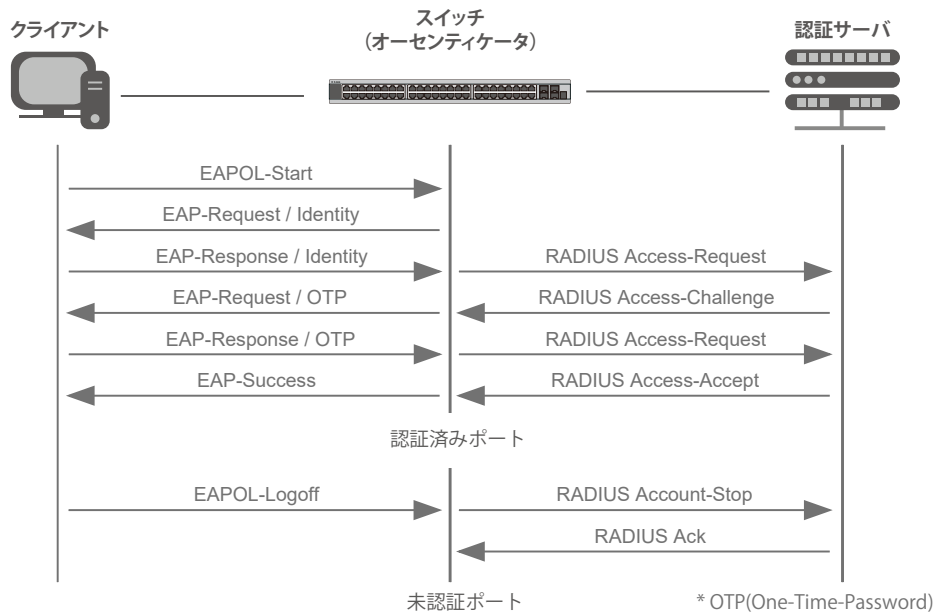 クライアント
スイッチ
（オーセンティケータ）
認証サーバ
EAPOL-Start
EAP-Request / Identity
EAP-Response / Identity
RADIUS Access-Request
EAP-Request / OTP
RADIUS Access-Challenge
EAP-Response / OTP
RADIUS Access-Request
EAP-Success
RADIUS Access-Accept
認証済みポート
EAPOL-Logoff
RADIUS Account-Stop
RADIUS Ack
未認証ポート
* OTP(One-Time-Password)